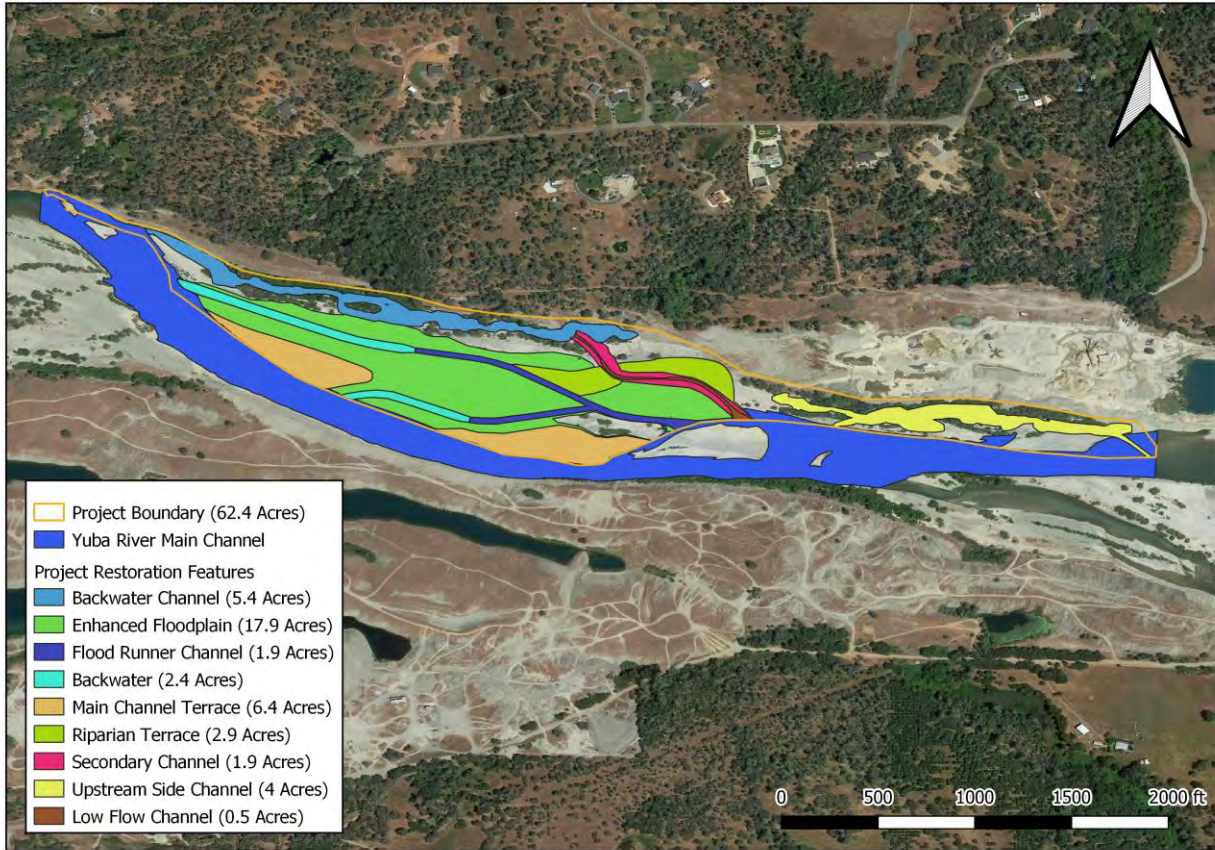 Project Boundary (62.4 Acres)
Yuba River Main Channel
Project Restoration Features
Backwater Channel (5.4 Acres)
Enhanced Floodplain (17.9 Acres)
Flood Runner Channel (1.9 Acres)
Backwater (2.4 Acres)
Main Channel Terrace (6.4 Acres)
Riparian Terrace (2.9 Acres)
Secondary Channel (1.9 Acres)
Upstream Side Channel (4 Acres)
Low Flow Channel (0.5 Acres)
0 500 1000 1500 2000 ft